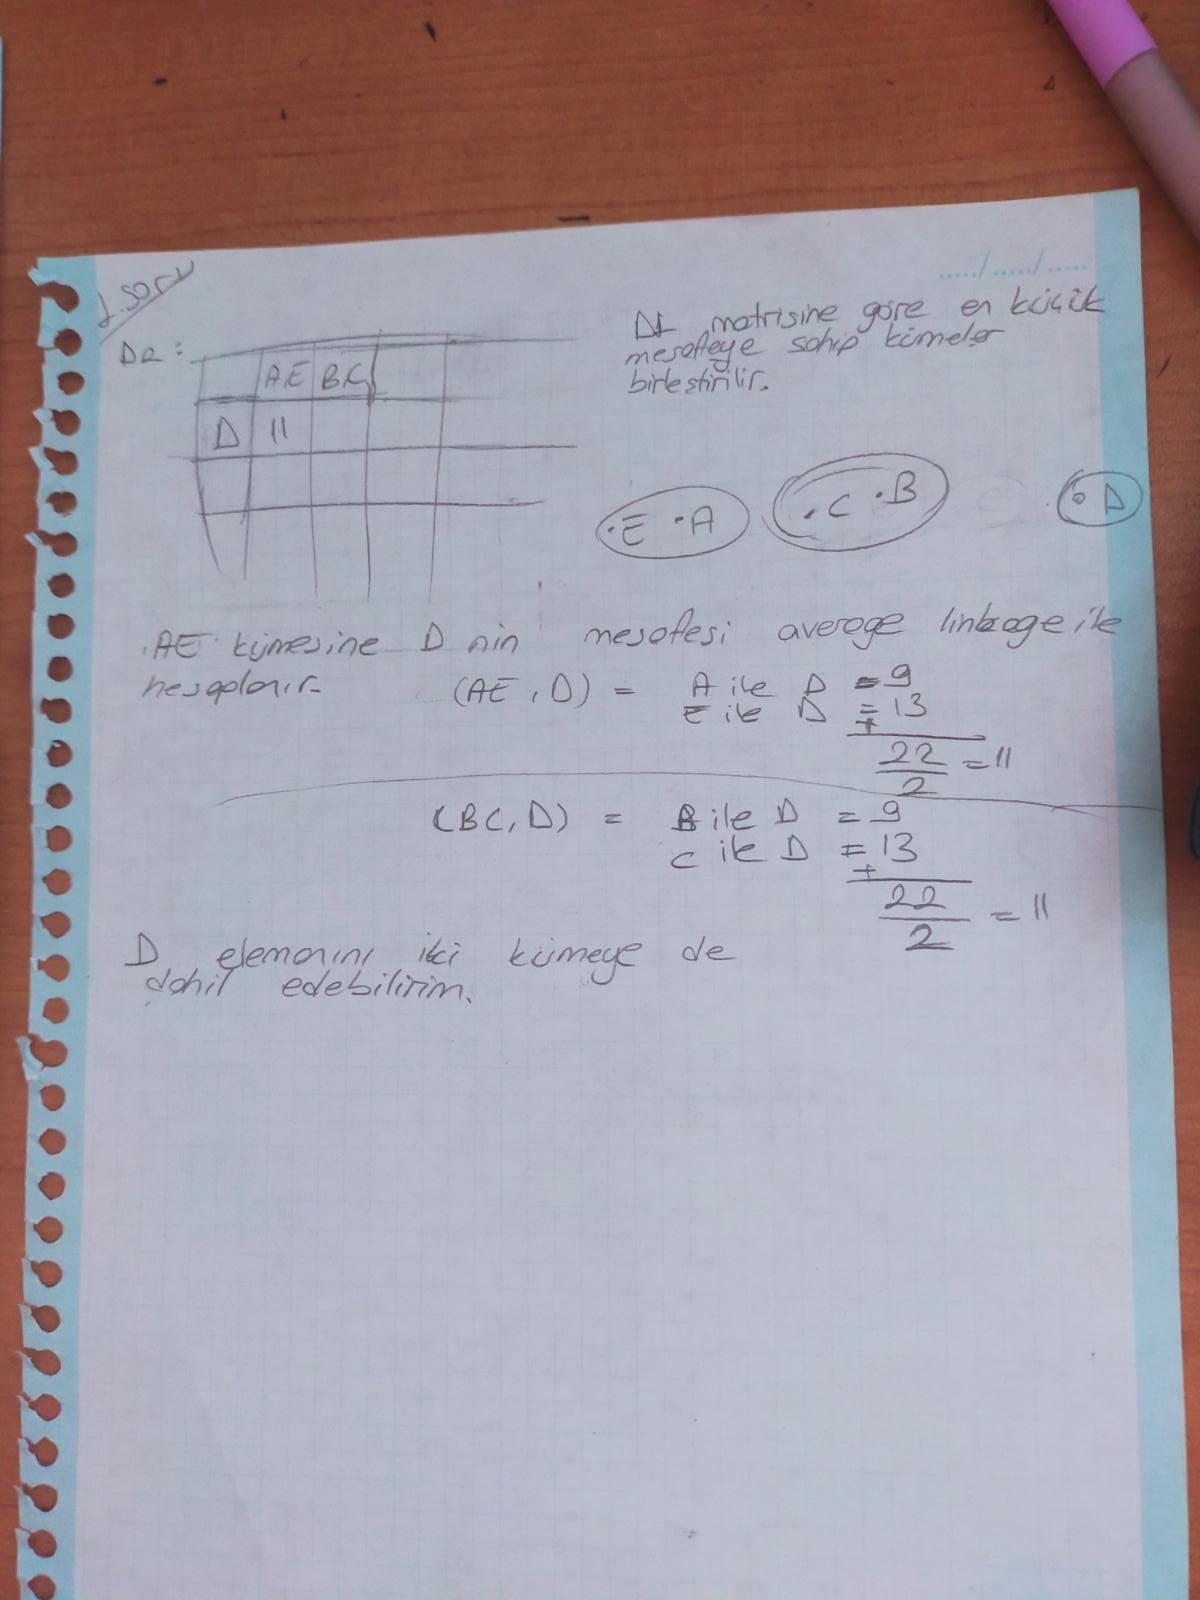 1. soru
...../...../.....
D2 :
AE BC
D 11
D1 matrisine göre en küçük
mesafeye sahip kümeler
birleştirilir.
E A
C B
D
AE kümesine D nin mesafesi average linkage ile
hesaplanır.
(AE, D) = A ile D = 9
E ile D = 13
+
22
2
= 11
(BC, D) = B ile D = 9
C ile D = 13
+
22
2
= 11
D elemanını iki kümeye de
dahil edebilirim.